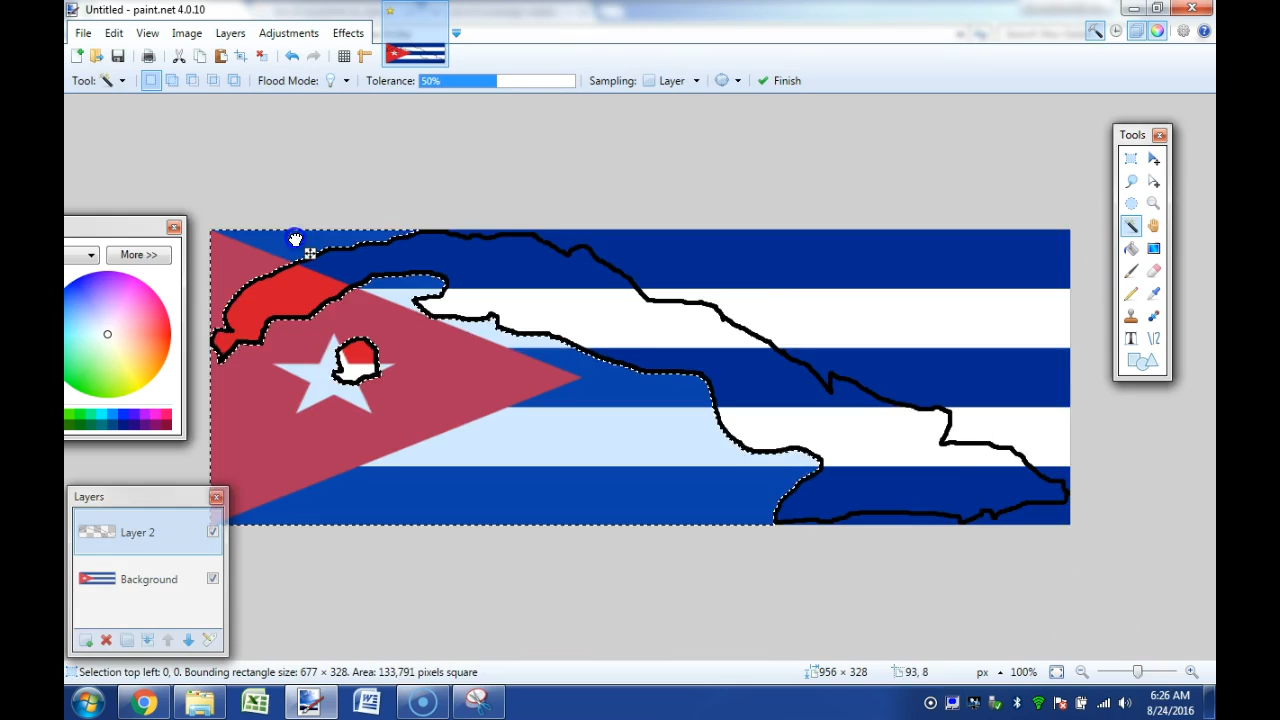 Untitled - paint.net 4.0.10
File Edit View Image Layers Adjustments Effects
Tool: Flood Mode: Tolerance: 50% Sampling: Layer Finish
Tools
More >>
Layers
Layer 2
Background
Selection top left: 0, 0. Bounding rectangle size: 677 × 328. Area: 133,791 pixels square 956 × 328 93, 8 px 100%
6:26 AM
8/24/2016